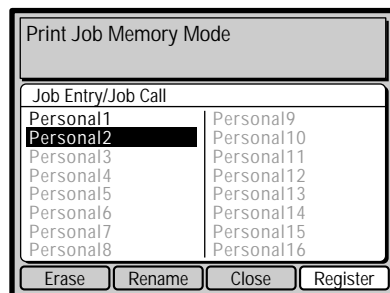 Print Job Memory Mode
Job Entry/Job Call
Personal1
Personal2
Personal3
Personal4
Personal5
Personal6
Personal7
Personal8
Personal9
Personal10
Personal11
Personal12
Personal13
Personal14
Personal15
Personal16
Erase
Rename
Close
Register